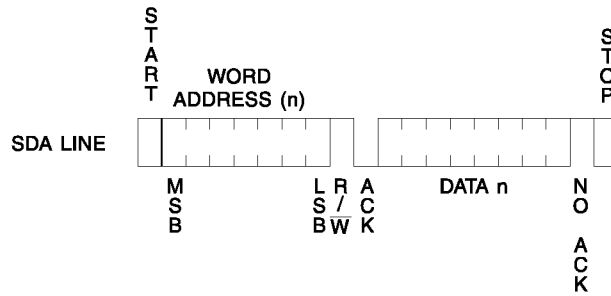 START
WORD
ADDRESS (n)
STOP
SDA LINE
MSB
LSB
R/W
ACK
DATA n
NO ACK